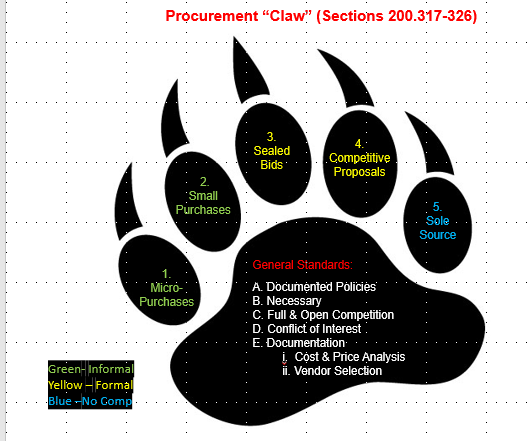 Procurement “Claw” (Sections 200.317-326)
1.
Micro-
Purchases
2.
Small
Purchases
3.
Sealed
Bids
4.
Competitive
Proposals
5.
Sole
Source
General Standards:
A. Documented Policies
B. Necessary
C. Full & Open Competition
D. Conflict of Interest
E. Documentation
i. Cost & Price Analysis
ii. Vendor Selection
Green- Informal
Yellow – Formal
Blue –No Comp